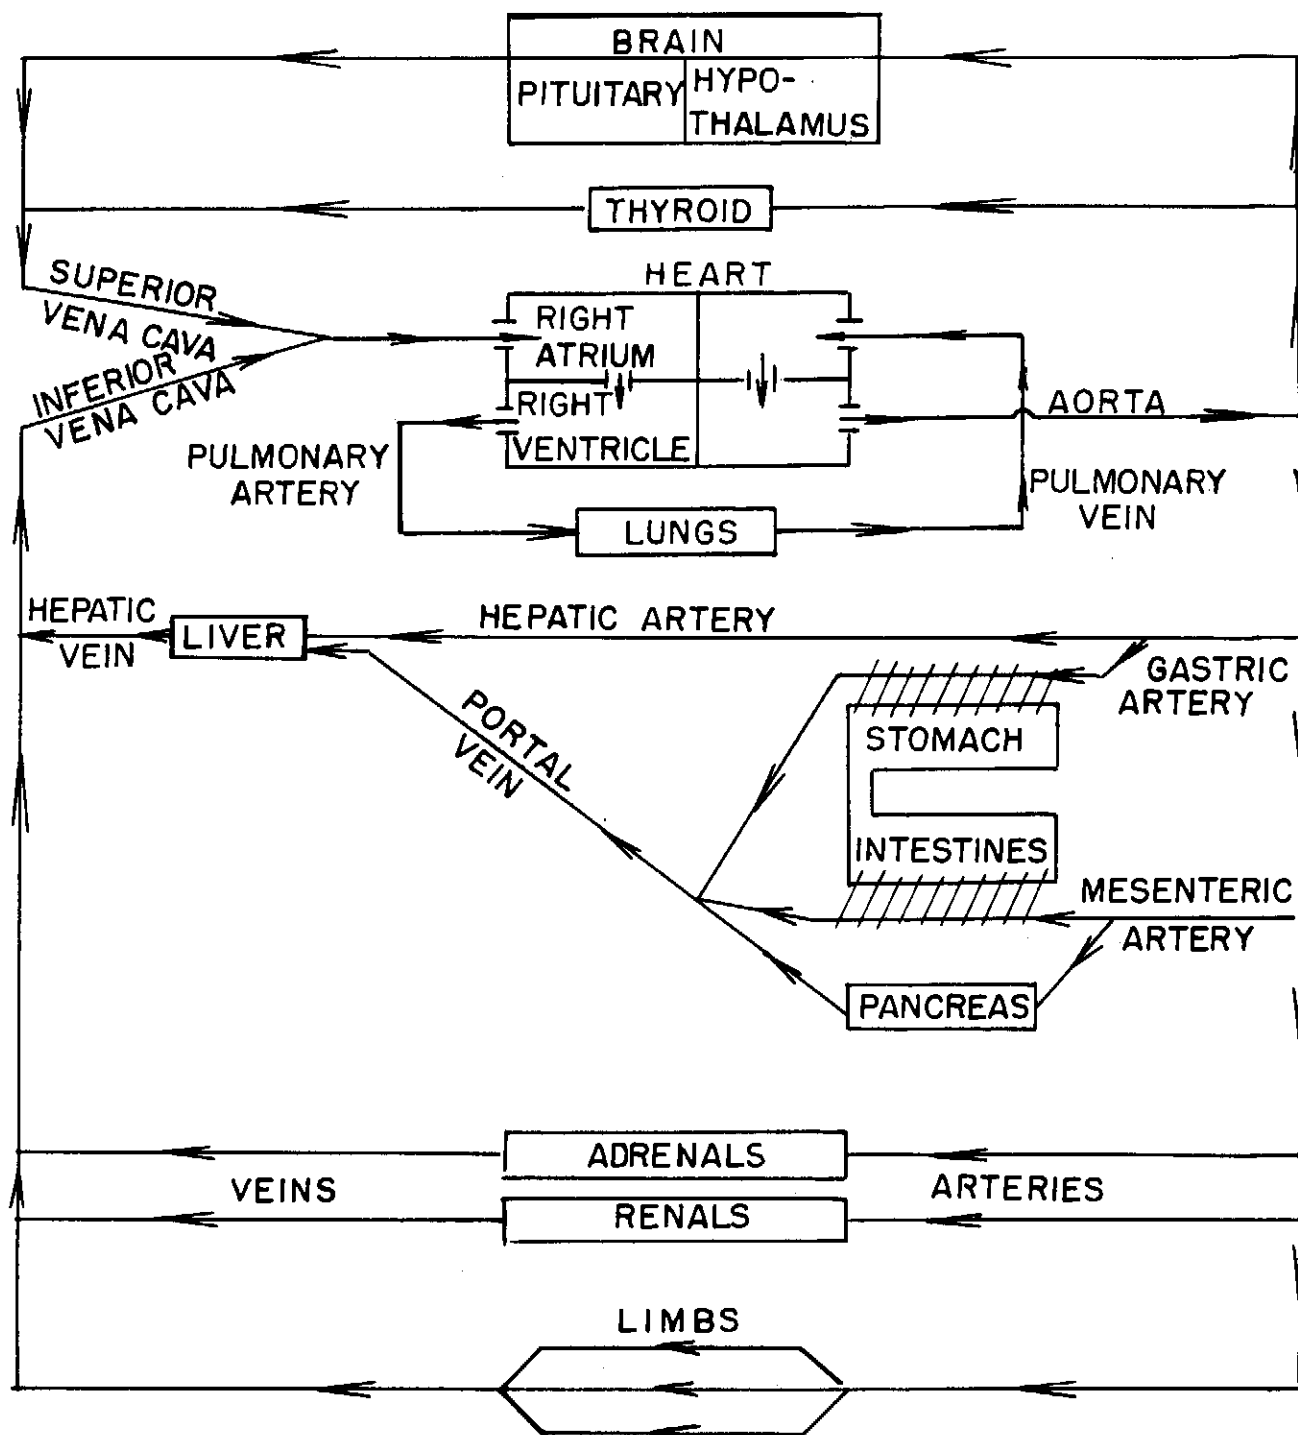 BRAIN
PITUITARY
HYPO-
THALAMUS
THYROID
HEART
SUPERIOR
VENA CAVA
INFERIOR
VENA CAVA
RIGHT
ATRIUM
RIGHT
VENTRICLE
AORTA
PULMONARY
ARTERY
PULMONARY
VEIN
LUNGS
HEPATIC
VEIN
LIVER
HEPATIC ARTERY
GASTRIC
ARTERY
PORTAL
VEIN
STOMACH
INTESTINES
MESENTERIC
ARTERY
PANCREAS
ADRENALS
VEINS
ARTERIES
RENALS
LIMBS